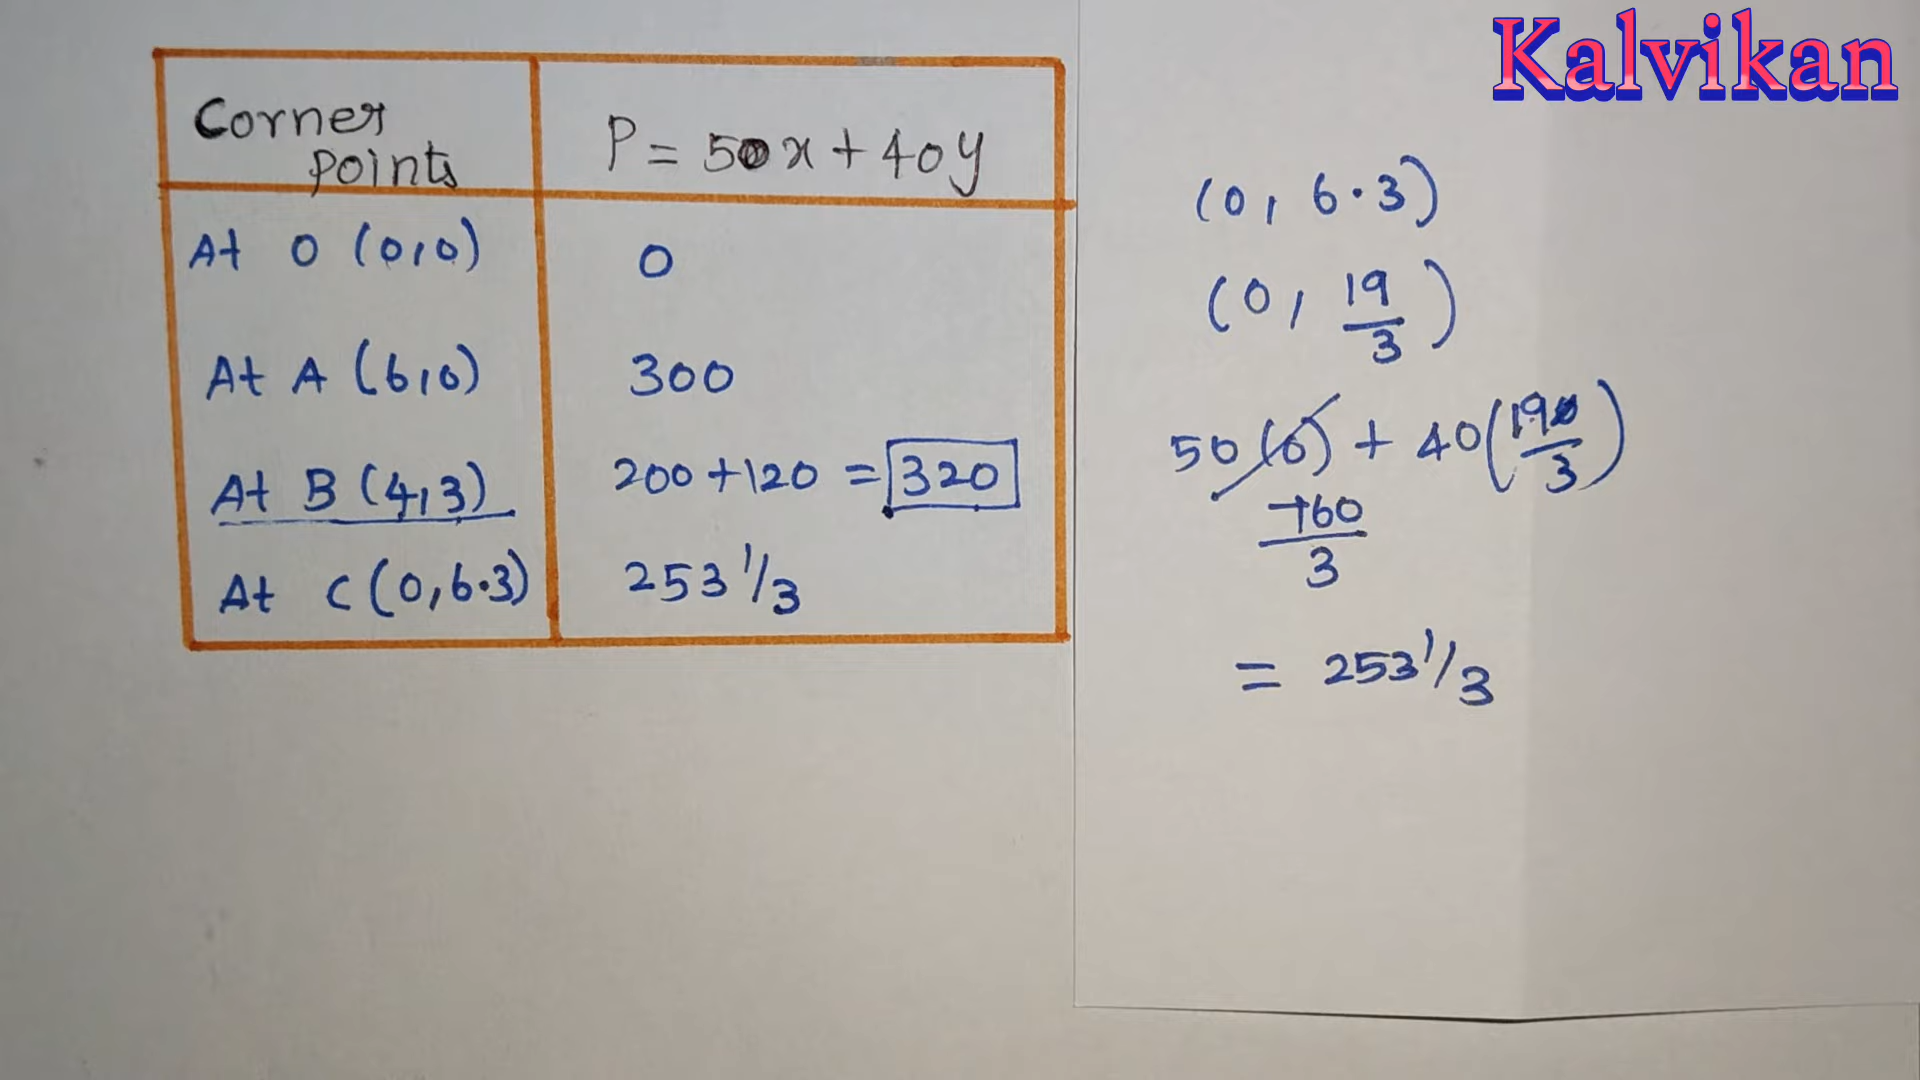 Kalvikan
Corner points
P = 50x + 40y
At O (0,0)
0
At A (6,0)
300
At B (4,3)
200 + 120 = 320
At C (0, 6.3)
253 1/3
(0, 6.3)
(0, 19/3)
50(0) + 40(19/3)
760/3
= 253 1/3